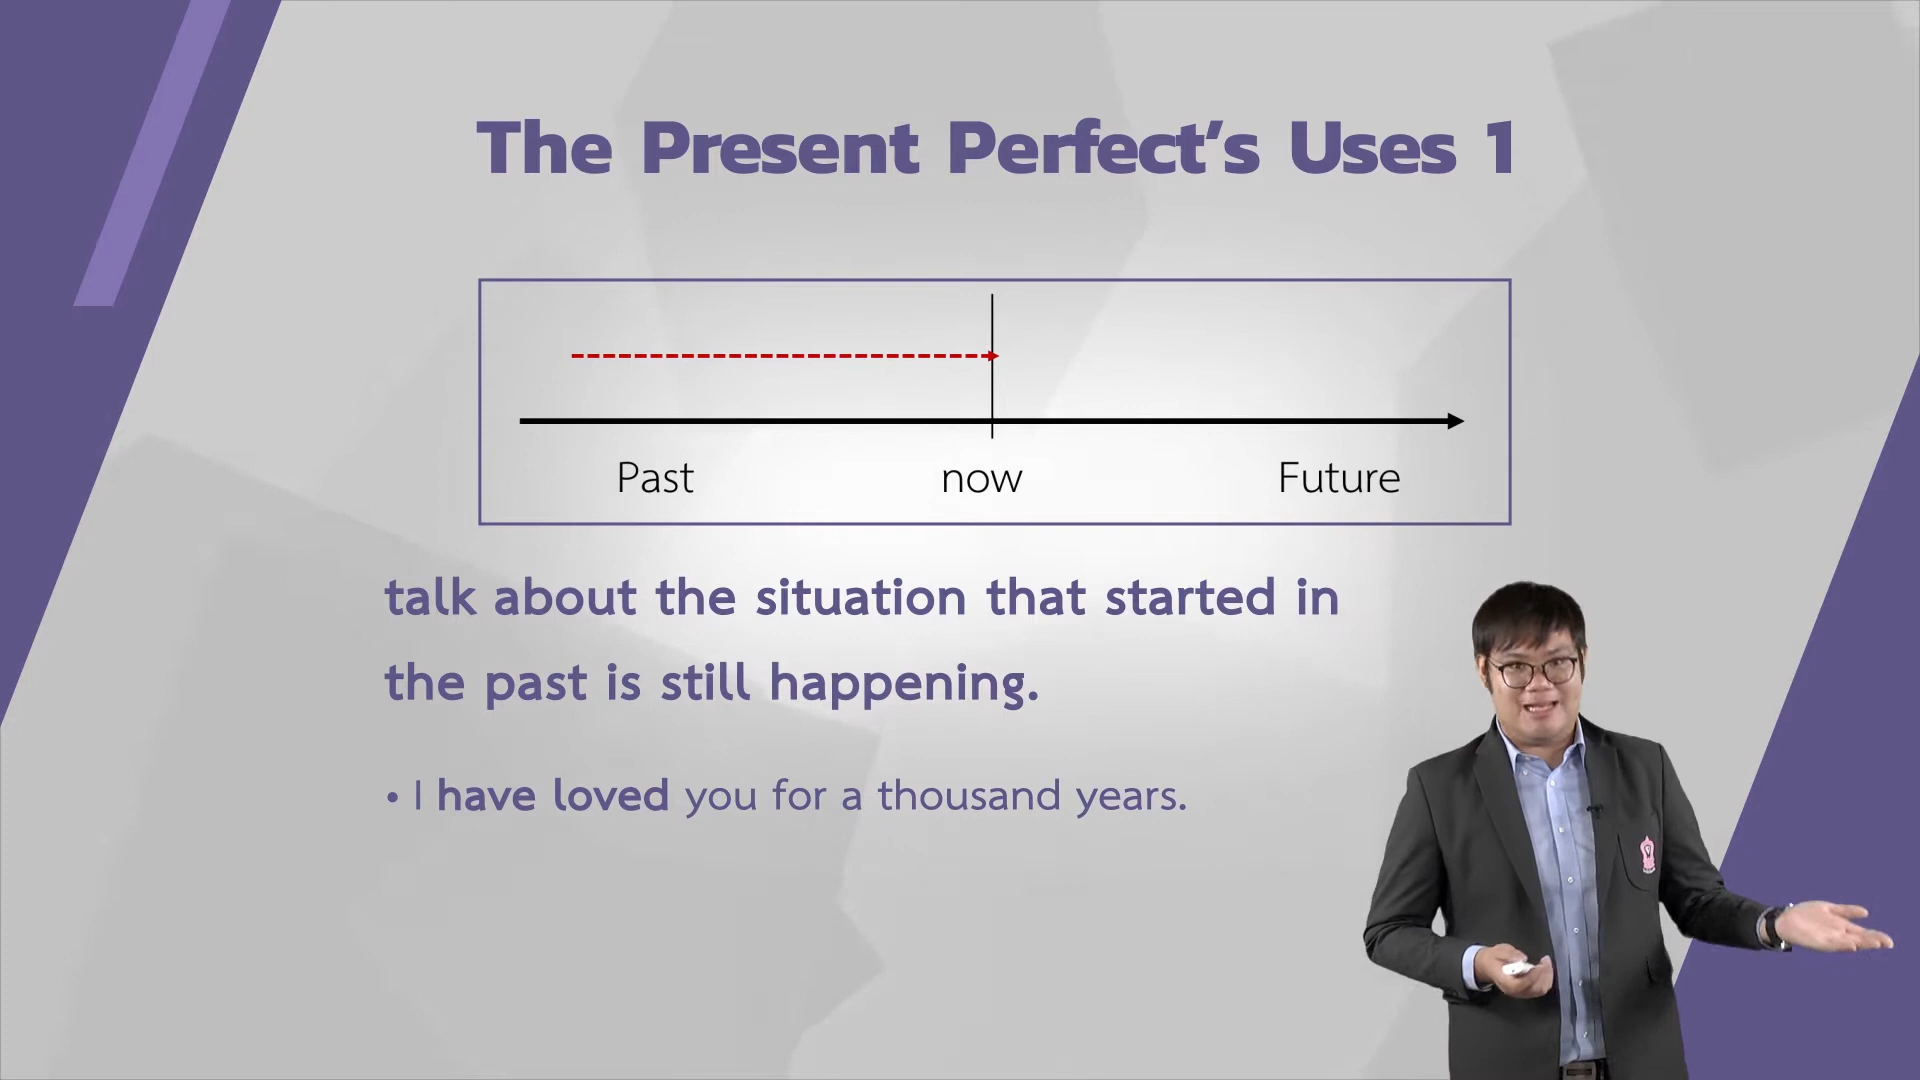 The Present Perfect's Uses 1
Past now Future
talk about the situation that started in
the past is still happening.
• I have loved you for a thousand years.